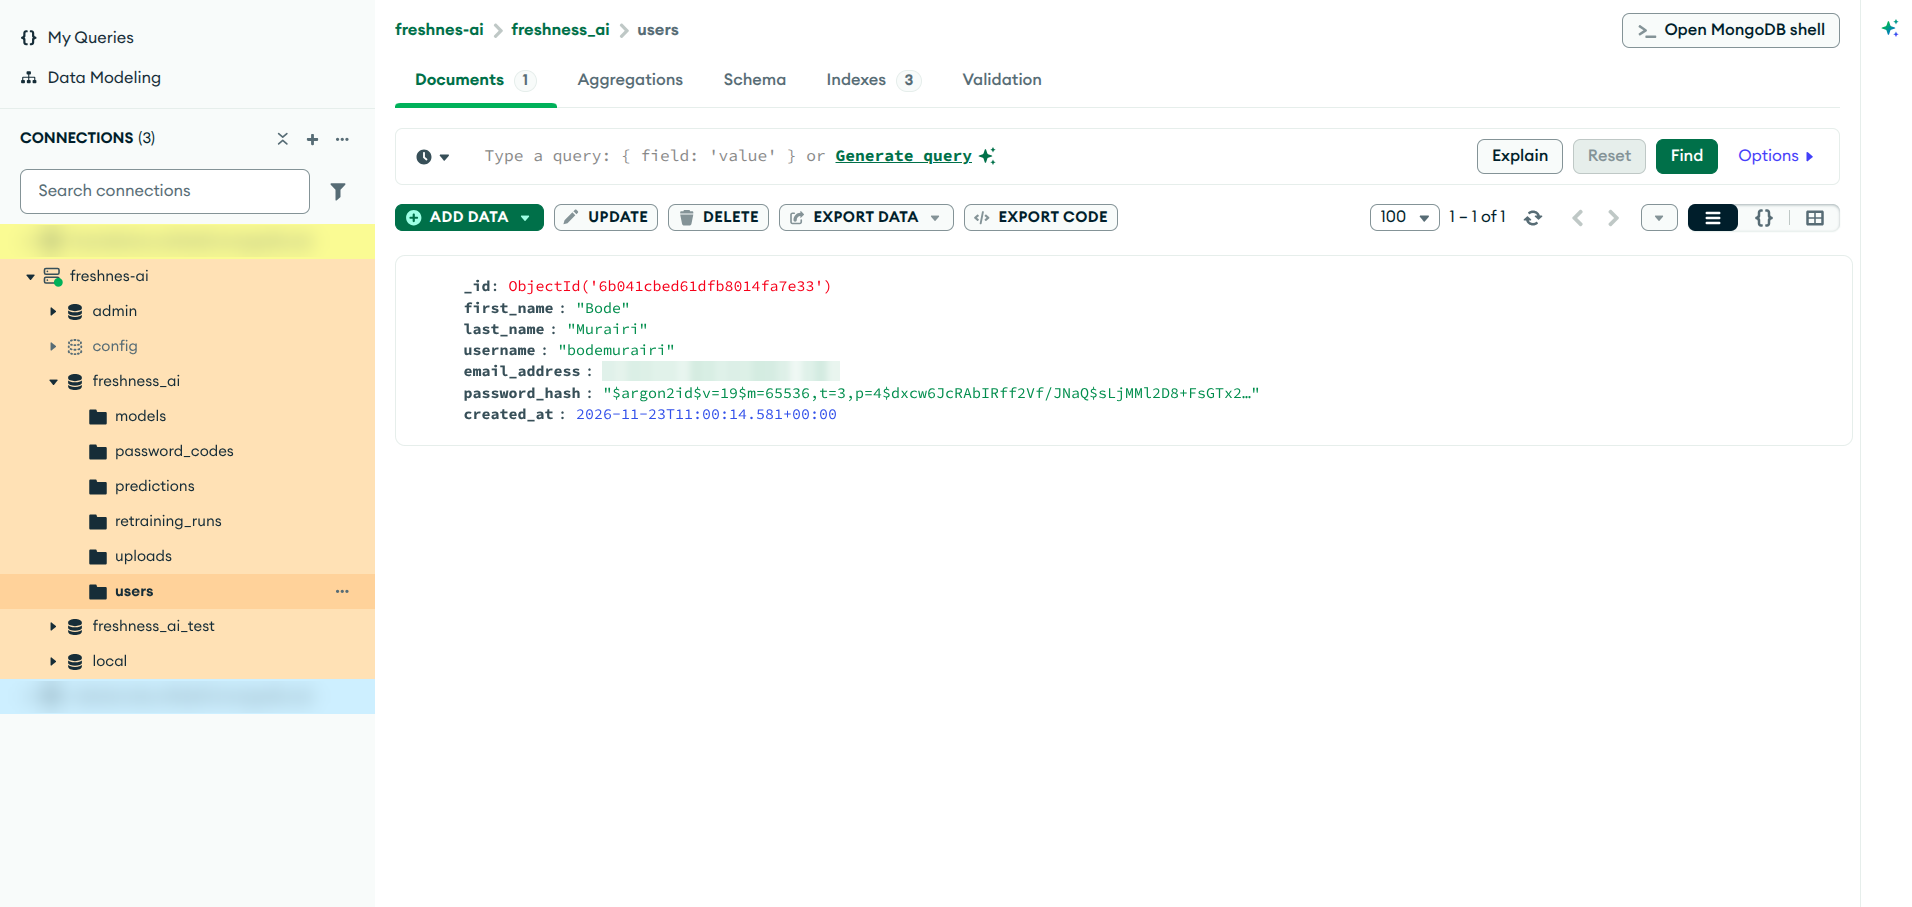 My Queries
Data Modeling
CONNECTIONS (3)
Search connections
freshnes-ai
admin
config
freshness_ai
models
password_codes
predictions
retraining_runs
uploads
users
freshness_ai_test
local
freshnes-ai > freshness_ai > users
Open MongoDB shell
Documents 1 Aggregations Schema Indexes 3 Validation
Type a query: { field: 'value' } or Generate query
Explain Reset Find Options
ADD DATA UPDATE DELETE EXPORT DATA EXPORT CODE
100 1 – 1 of 1
_id: ObjectId('6b041cbed61dfb8014fa7e33')
first_name : "Bode"
last_name : "Murairi"
username : "bodemurairi"
email_address :
password_hash : "$argon2id$v=19$m=65536,t=3,p=4$dxcw6JcRAbIRff2Vf/JNaQ$sLjMMl2D8+FsGTx2…"
created_at : 2026-11-23T11:00:14.581+00:00